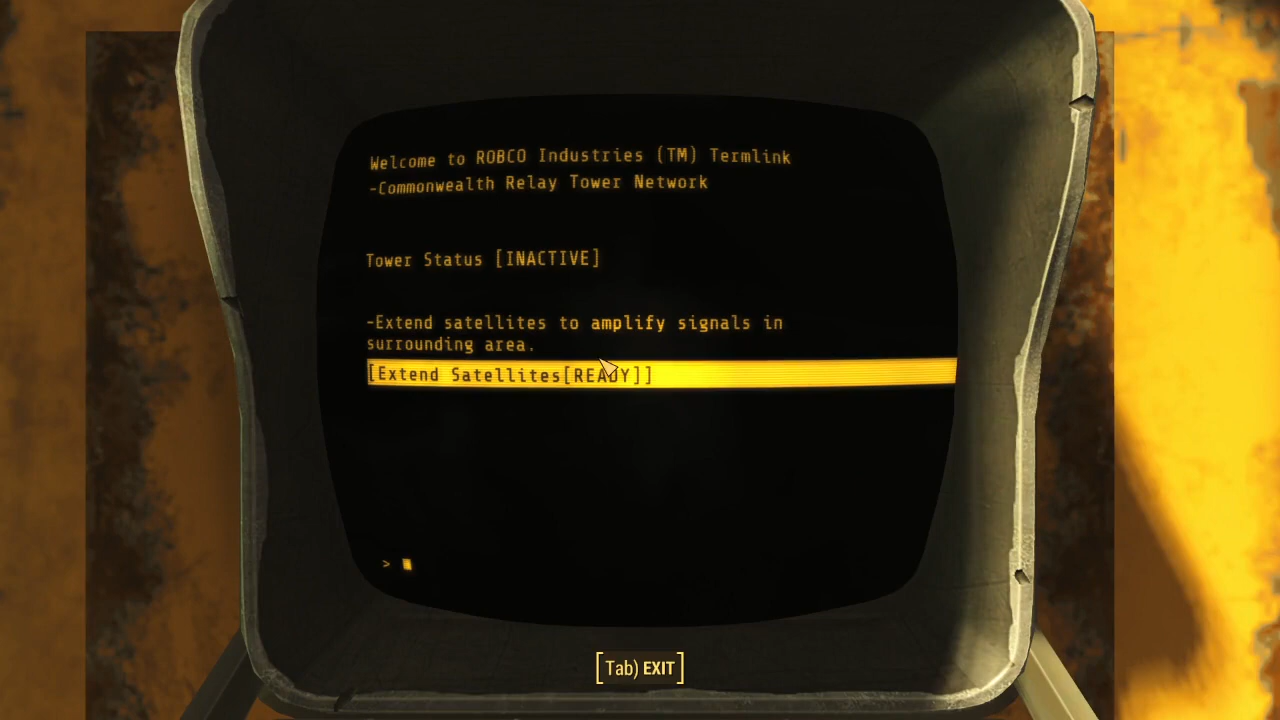 Welcome to ROBCO Industries (TM) Termlink
-Commonwealth Relay Tower Network
Tower Status [INACTIVE]
-Extend satellites to amplify signals in
surrounding area.
[Extend Satellites[READY]]
>
[Tab) EXIT]